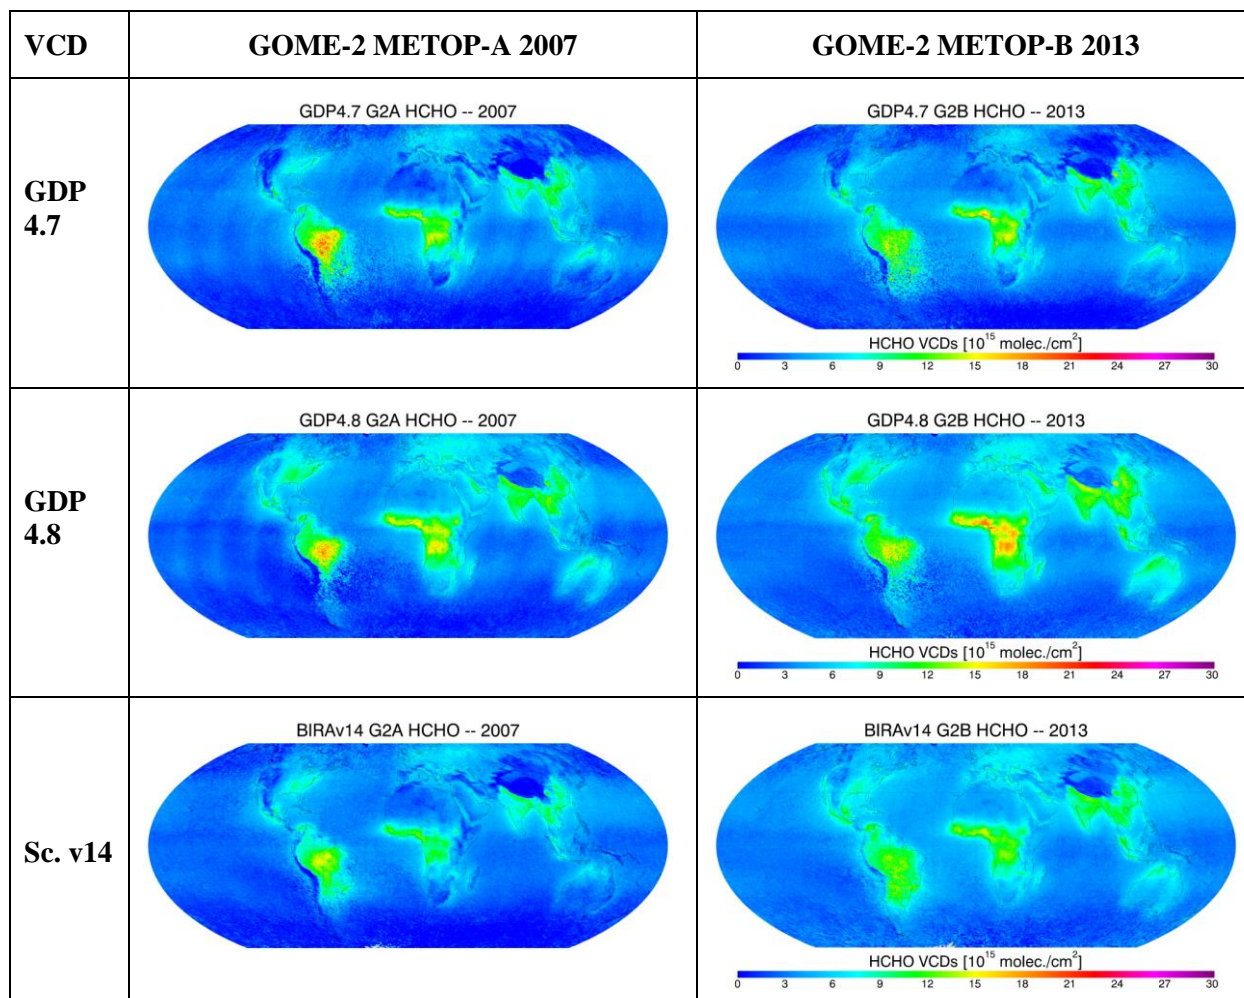 VCD GOME-2 METOP-A 2007 GOME-2 METOP-B 2013
GDP4.7 G2A HCHO -- 2007
GDP4.7 G2B HCHO -- 2013
GDP
4.7
HCHO VCDs [10^15 molec./cm^2]
0 3 6 9 12 15 18 21 24 27 30
GDP4.8 G2A HCHO -- 2007
GDP4.8 G2B HCHO -- 2013
GDP
4.8
HCHO VCDs [10^15 molec./cm^2]
0 3 6 9 12 15 18 21 24 27 30
BIRAv14 G2A HCHO -- 2007
BIRAv14 G2B HCHO -- 2013
Sc. v14
HCHO VCDs [10^15 molec./cm^2]
0 3 6 9 12 15 18 21 24 27 30